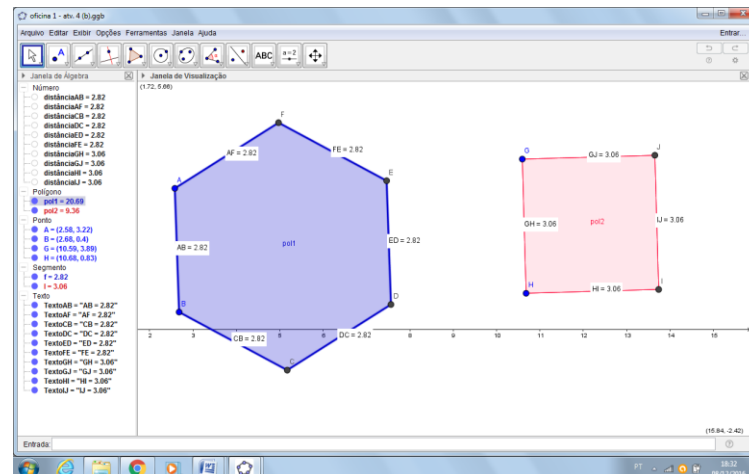 oficina 1 - atv. 4 (b).ggb
Arquivo Editar Exibir Opções Ferramentas Janela Ajuda
Entrar...
A
ABC
a=2
Janela de Álgebra
Número
distânciaAB = 2.82
distânciaAF = 2.82
distânciaCB = 2.82
distânciaDC = 2.82
distânciaED = 2.82
distânciaFE = 2.82
distânciaGH = 3.06
distânciaGJ = 3.06
distânciaHI = 3.06
distânciaIJ = 3.06
Polígono
pol1 = 20.69
pol2 = 9.36
Ponto
A = (2.58, 3.22)
B = (2.68, 0.4)
G = (10.59, 3.89)
H = (10.68, 0.83)
Segmento
f = 2.82
l = 3.06
Texto
TextoAB = "AB = 2.82"
TextoAF = "AF = 2.82"
TextoCB = "CB = 2.82"
TextoDC = "DC = 2.82"
TextoED = "ED = 2.82"
TextoFE = "FE = 2.82"
TextoGH = "GH = 3.06"
TextoGJ = "GJ = 3.06"
TextoHI = "HI = 3.06"
TextoIJ = "IJ = 3.06"
Janela de Visualização
(1.72, 5.66)
F
AF = 2.82
FE = 2.82
A
E
AB = 2.82
pol1
ED = 2.82
B
D
CB = 2.82
DC = 2.82
C
G
GJ = 3.06
J
GH = 3.06
pol2
IJ = 3.06
H
HI = 3.06
I
2 3 4 5 6 7 8 9 10 11 12 13 14 15
(15.84, -2.42)
Entrada:
PT
18:32